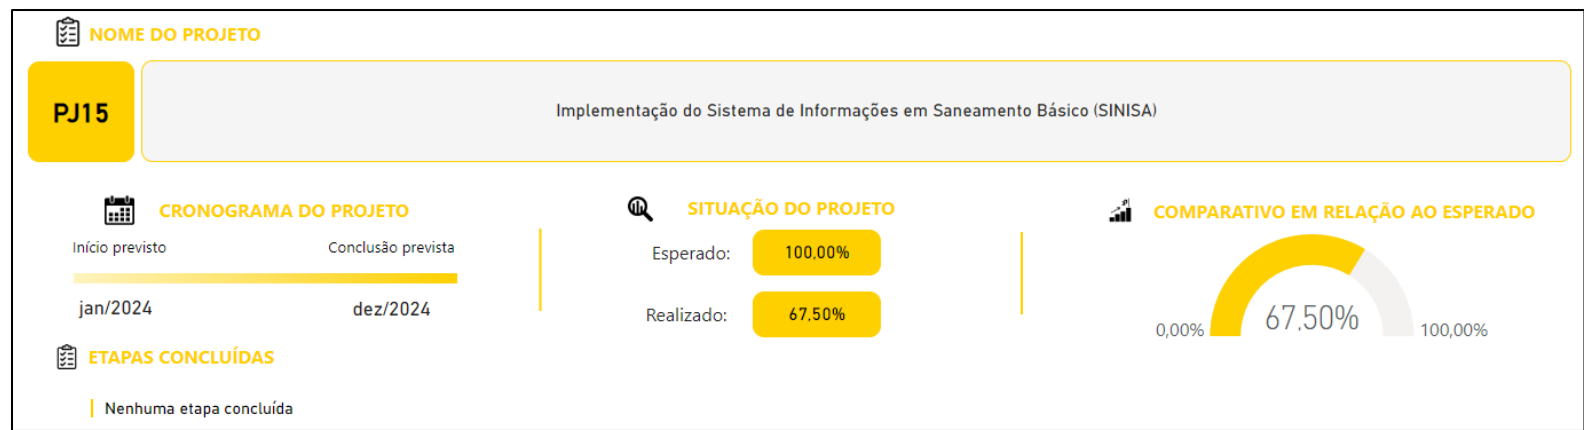 NOME DO PROJETO
PJ15
Implementação do Sistema de Informações em Saneamento Básico (SINISA)
CRONOGRAMA DO PROJETO
Início previsto
Conclusão prevista
jan/2024
dez/2024
SITUAÇÃO DO PROJETO
Esperado:
100,00%
Realizado:
67,50%
COMPARATIVO EM RELAÇÃO AO ESPERADO
0,00%
67,50%
100,00%
ETAPAS CONCLUÍDAS
Nenhuma etapa concluída